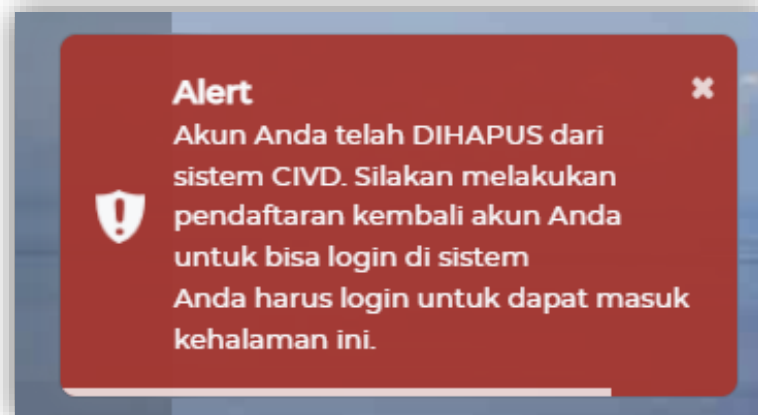 Alert
Akun Anda telah DIHAPUS dari
sistem CIVD. Silakan melakukan
pendaftaran kembali akun Anda
untuk bisa login di sistem
Anda harus login untuk dapat masuk
kehalaman ini.